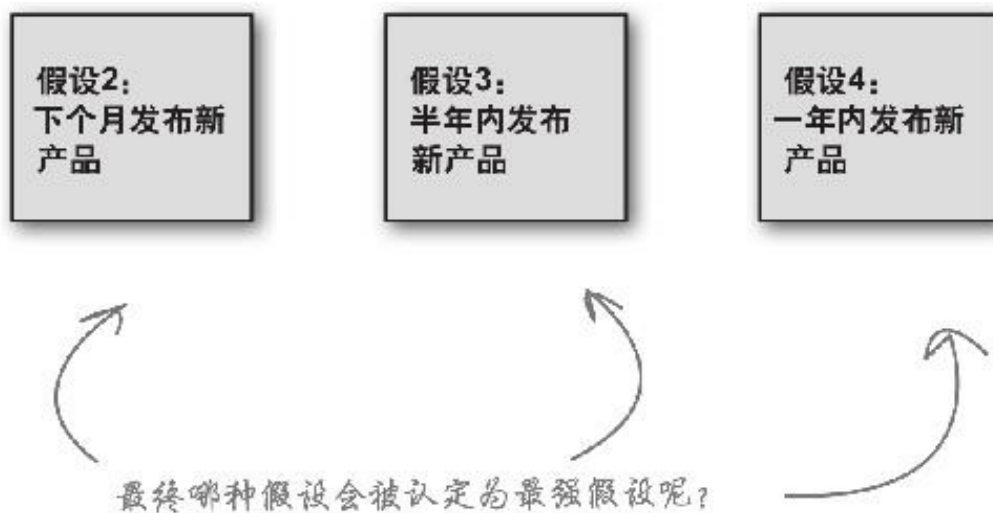 假设2：
下个月发布新
产品
假设3：
半年内发布
新产品
假设4：
一年内发布新
产品
最终哪种假设会被认定为最强假设呢？